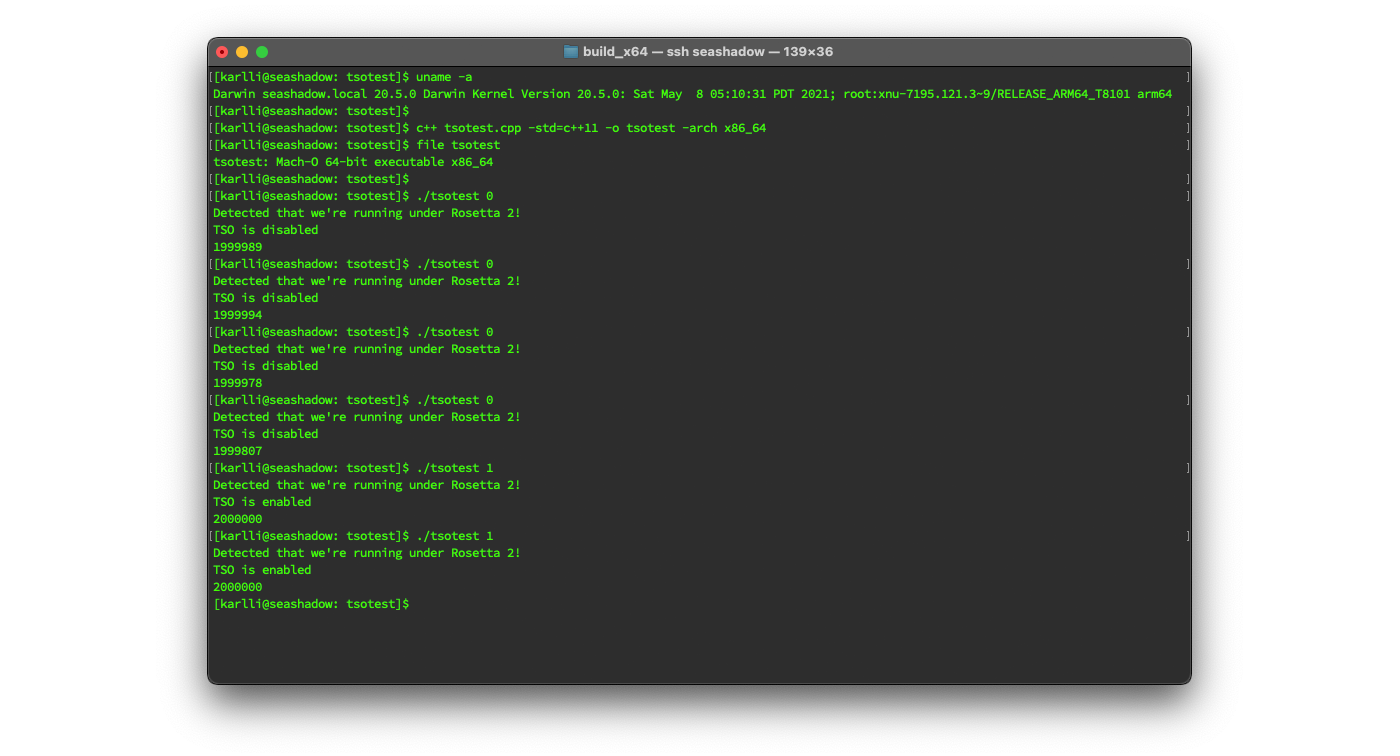 build_x64 — ssh seashadow — 139×36
[[karlli@seashadow: tsotest]$ uname -a ]
Darwin seashadow.local 20.5.0 Darwin Kernel Version 20.5.0: Sat May  8 05:10:31 PDT 2021; root:xnu-7195.121.3~9/RELEASE_ARM64_T8101 arm64
[[karlli@seashadow: tsotest]$ ]
[[karlli@seashadow: tsotest]$ c++ tsotest.cpp -std=c++11 -o tsotest -arch x86_64 ]
[[karlli@seashadow: tsotest]$ file tsotest ]
tsotest: Mach-O 64-bit executable x86_64
[[karlli@seashadow: tsotest]$ ]
[[karlli@seashadow: tsotest]$ ./tsotest 0 ]
Detected that we're running under Rosetta 2!
TSO is disabled
1999989
[[karlli@seashadow: tsotest]$ ./tsotest 0 ]
Detected that we're running under Rosetta 2!
TSO is disabled
1999994
[[karlli@seashadow: tsotest]$ ./tsotest 0 ]
Detected that we're running under Rosetta 2!
TSO is disabled
1999978
[[karlli@seashadow: tsotest]$ ./tsotest 0 ]
Detected that we're running under Rosetta 2!
TSO is disabled
1999807
[[karlli@seashadow: tsotest]$ ./tsotest 1 ]
Detected that we're running under Rosetta 2!
TSO is enabled
2000000
[[karlli@seashadow: tsotest]$ ./tsotest 1 ]
Detected that we're running under Rosetta 2!
TSO is enabled
2000000
[karlli@seashadow: tsotest]$